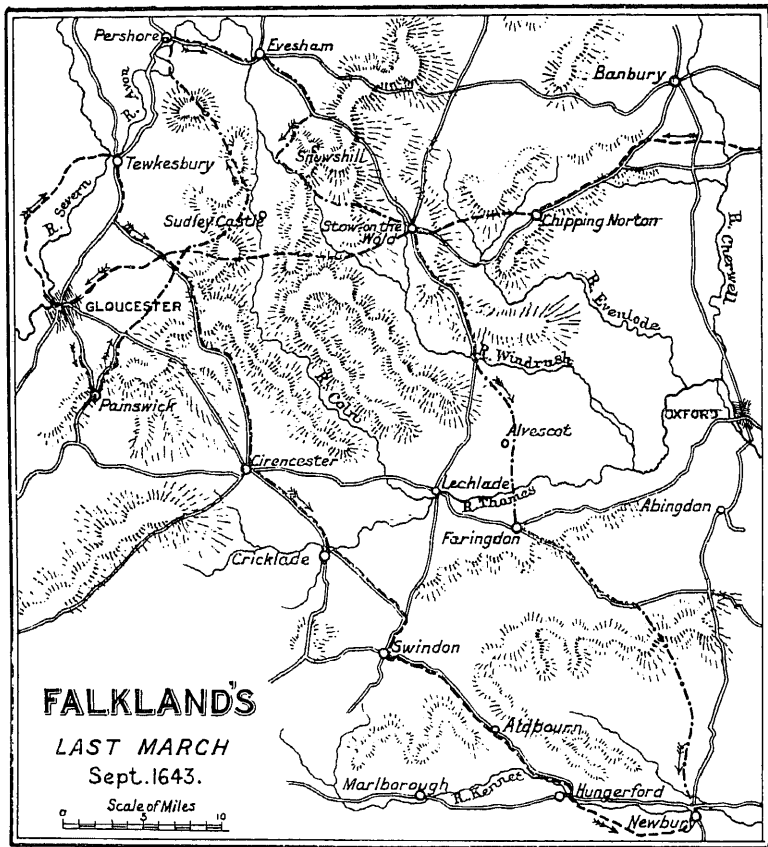 Pershore
Evesham
Banbury
R. Avon
Tewkesbury
Snowshill
R. Severn
Sudley Castle
Stow-on the
Wold
Chipping Norton
R. Cherwell
GLOUCESTER
R. Evenlode
R. Windrush
R. Coln
Painswick
OXFORD
Alvescot
Cirencester
Lechlade
R. Thames
Abingdon
Faringdon
Cricklade
Swindon
FALKLAND'S
LAST MARCH
Sept. 1643.
Scale of Miles
0 5 10
Aldbourn
Marlborough
R. Kennet
Hungerford
Newbury